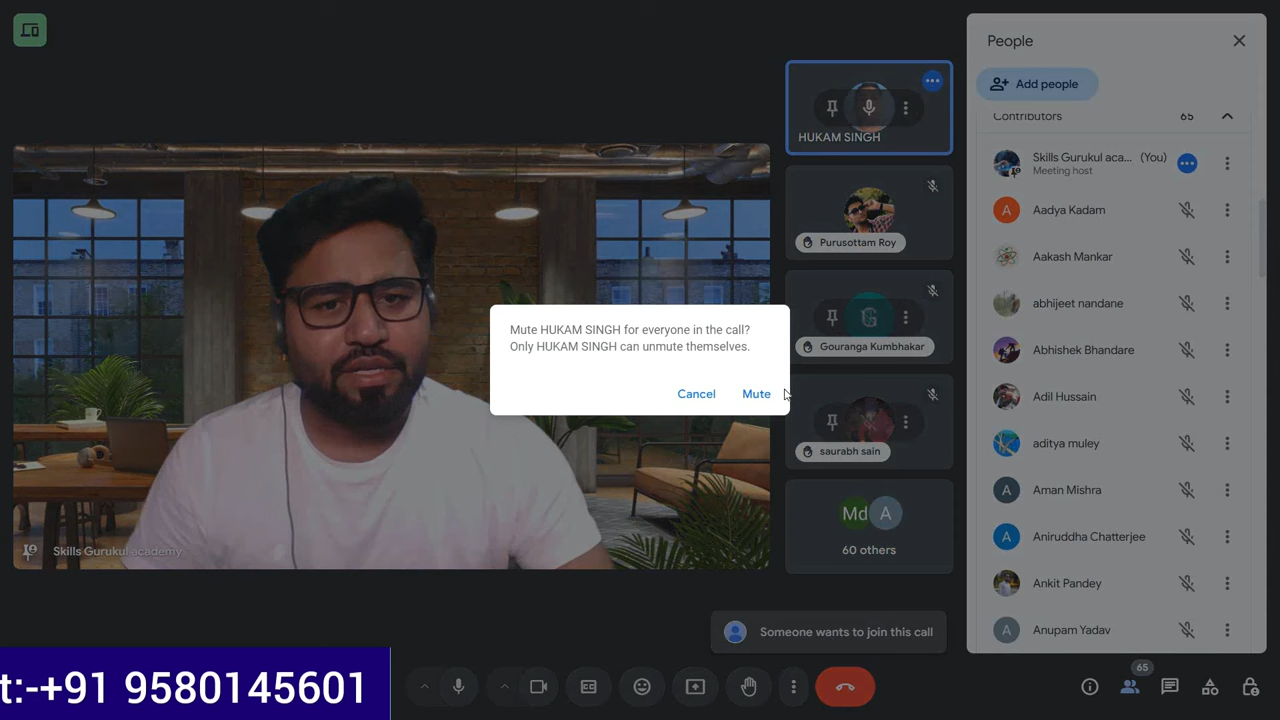 People
Add people
Contributors 65
HUKAM SINGH
Skills Gurukul aca... (You)
Meeting host
Aadya Kadam
Purusottam Roy
Aakash Mankar
abhijeet nandane
Mute HUKAM SINGH for everyone in the call?
Only HUKAM SINGH can unmute themselves.
Cancel Mute
G
Gouranga Kumbhakar
Abhishek Bhandare
Adil Hussain
saurabh sain
aditya muley
Aman Mishra
Md A
60 others
Aniruddha Chatterjee
Skills Gurukul academy
Ankit Pandey
Someone wants to join this call
Anupam Yadav
t:-+91 9580145601
65